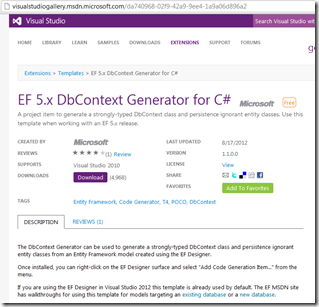 visualstudiogallery.msdn.microsoft.com/da740968-02f9-42a9-9ee4-1a9a06d896a2
Visual Studio
Search Visual Studio with
HOME LIBRARY LEARN SAMPLES DOWNLOADS EXTENSIONS SUPPORT FORUMS
Extensions > Templates > EF 5.x DbContext Generator for C#
EF 5.x DbContext Generator for C# Microsoft Free
A project item to generate a strongly-typed DbContext class and persistence ignorant entity classes. Use this
template when working with an EF 5.x release.
CREATED BY Microsoft
REVIEWS (1) Review
SUPPORTS Visual Studio 2010
DOWNLOADS Download (4,968)
LAST UPDATED 8/17/2012
VERSION 1.1.0.0
LICENSE View
SHARE
FAVORITES Add To Favorites
TAGS Entity Framework, Code Generator, T4, POCO, DbContext
DESCRIPTION REVIEWS (1)
The DbContext Generator can be used to generate a strongly-typed DbContext class and persistence ignorant entity
classes from an Entity Framework model created using the EF Designer.
Once installed, you can right-click on the EF Designer surface and select "Add Code Generation Item..." from the
menu.
If you are using the EF Designer in Visual Studio 2012 this template is already used by default. The EF MSDN site
has walkthroughs for using this template for models targeting an existing database or a new database.